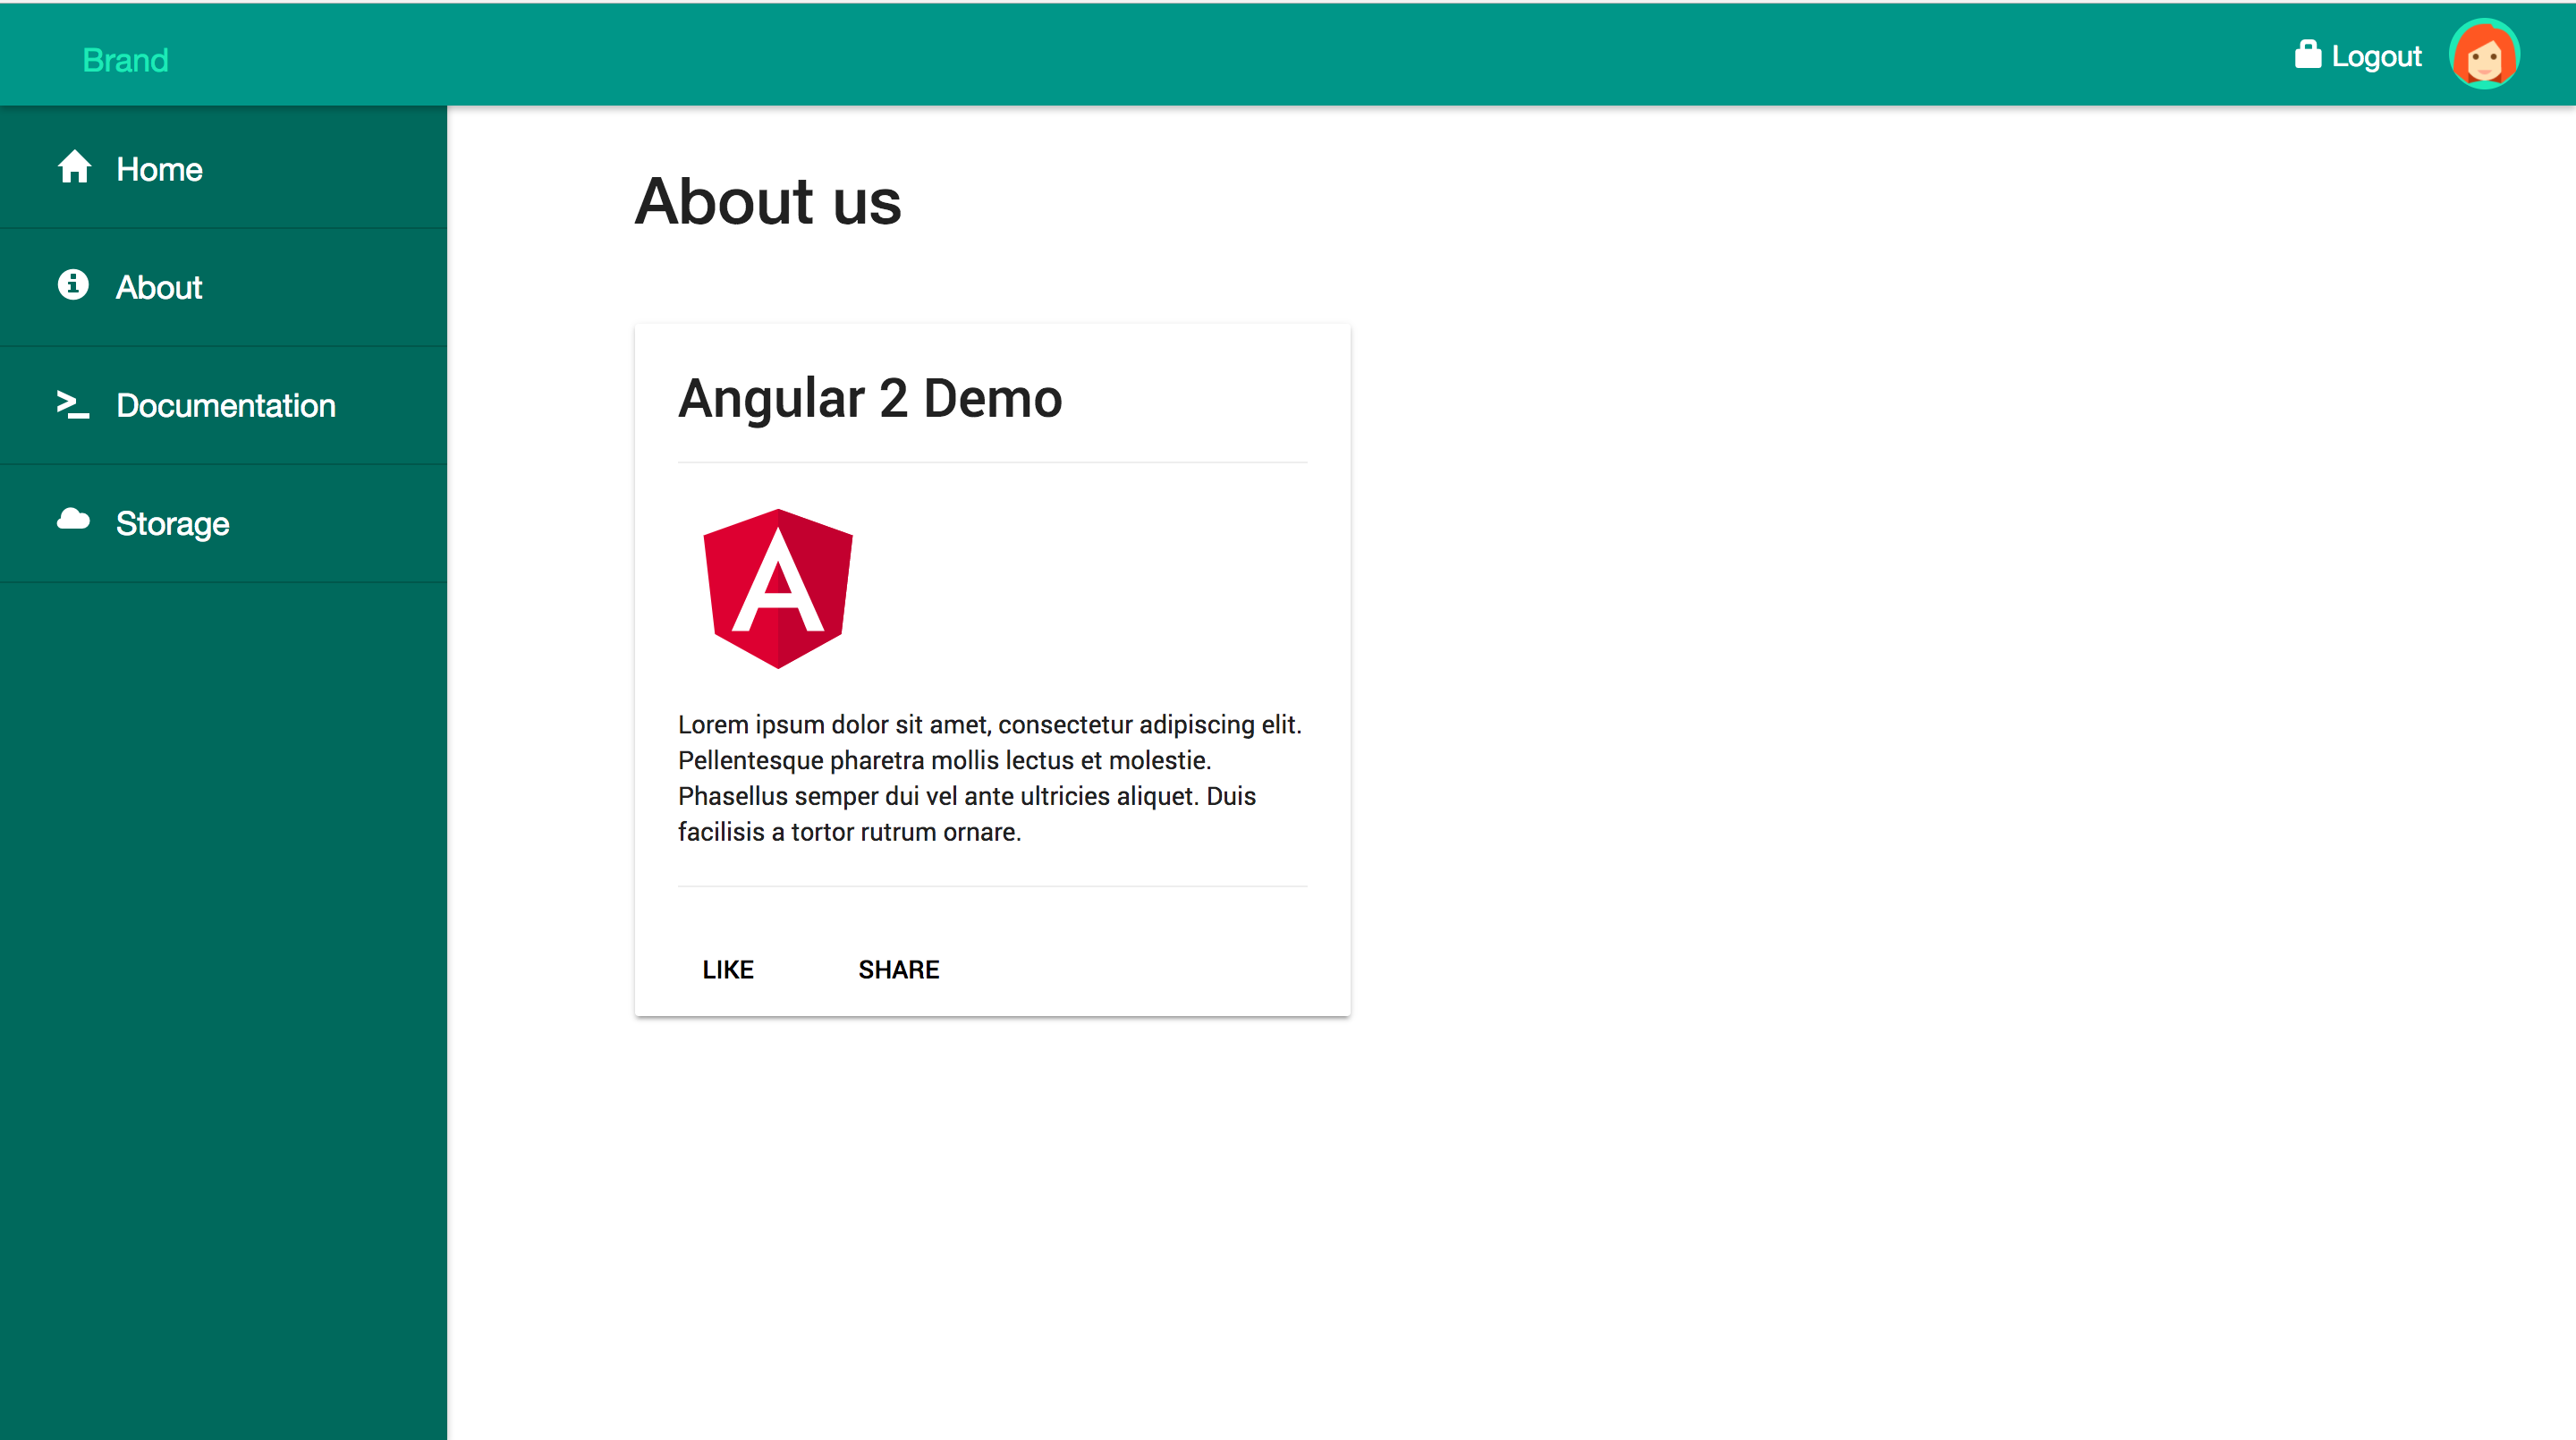 Brand
Logout
Home
About
Documentation
Storage
About us
Angular 2 Demo
A
Lorem ipsum dolor sit amet, consectetur adipiscing elit.
Pellentesque pharetra mollis lectus et molestie.
Phasellus semper dui vel ante ultricies aliquet. Duis
facilisis a tortor rutrum ornare.
LIKE SHARE